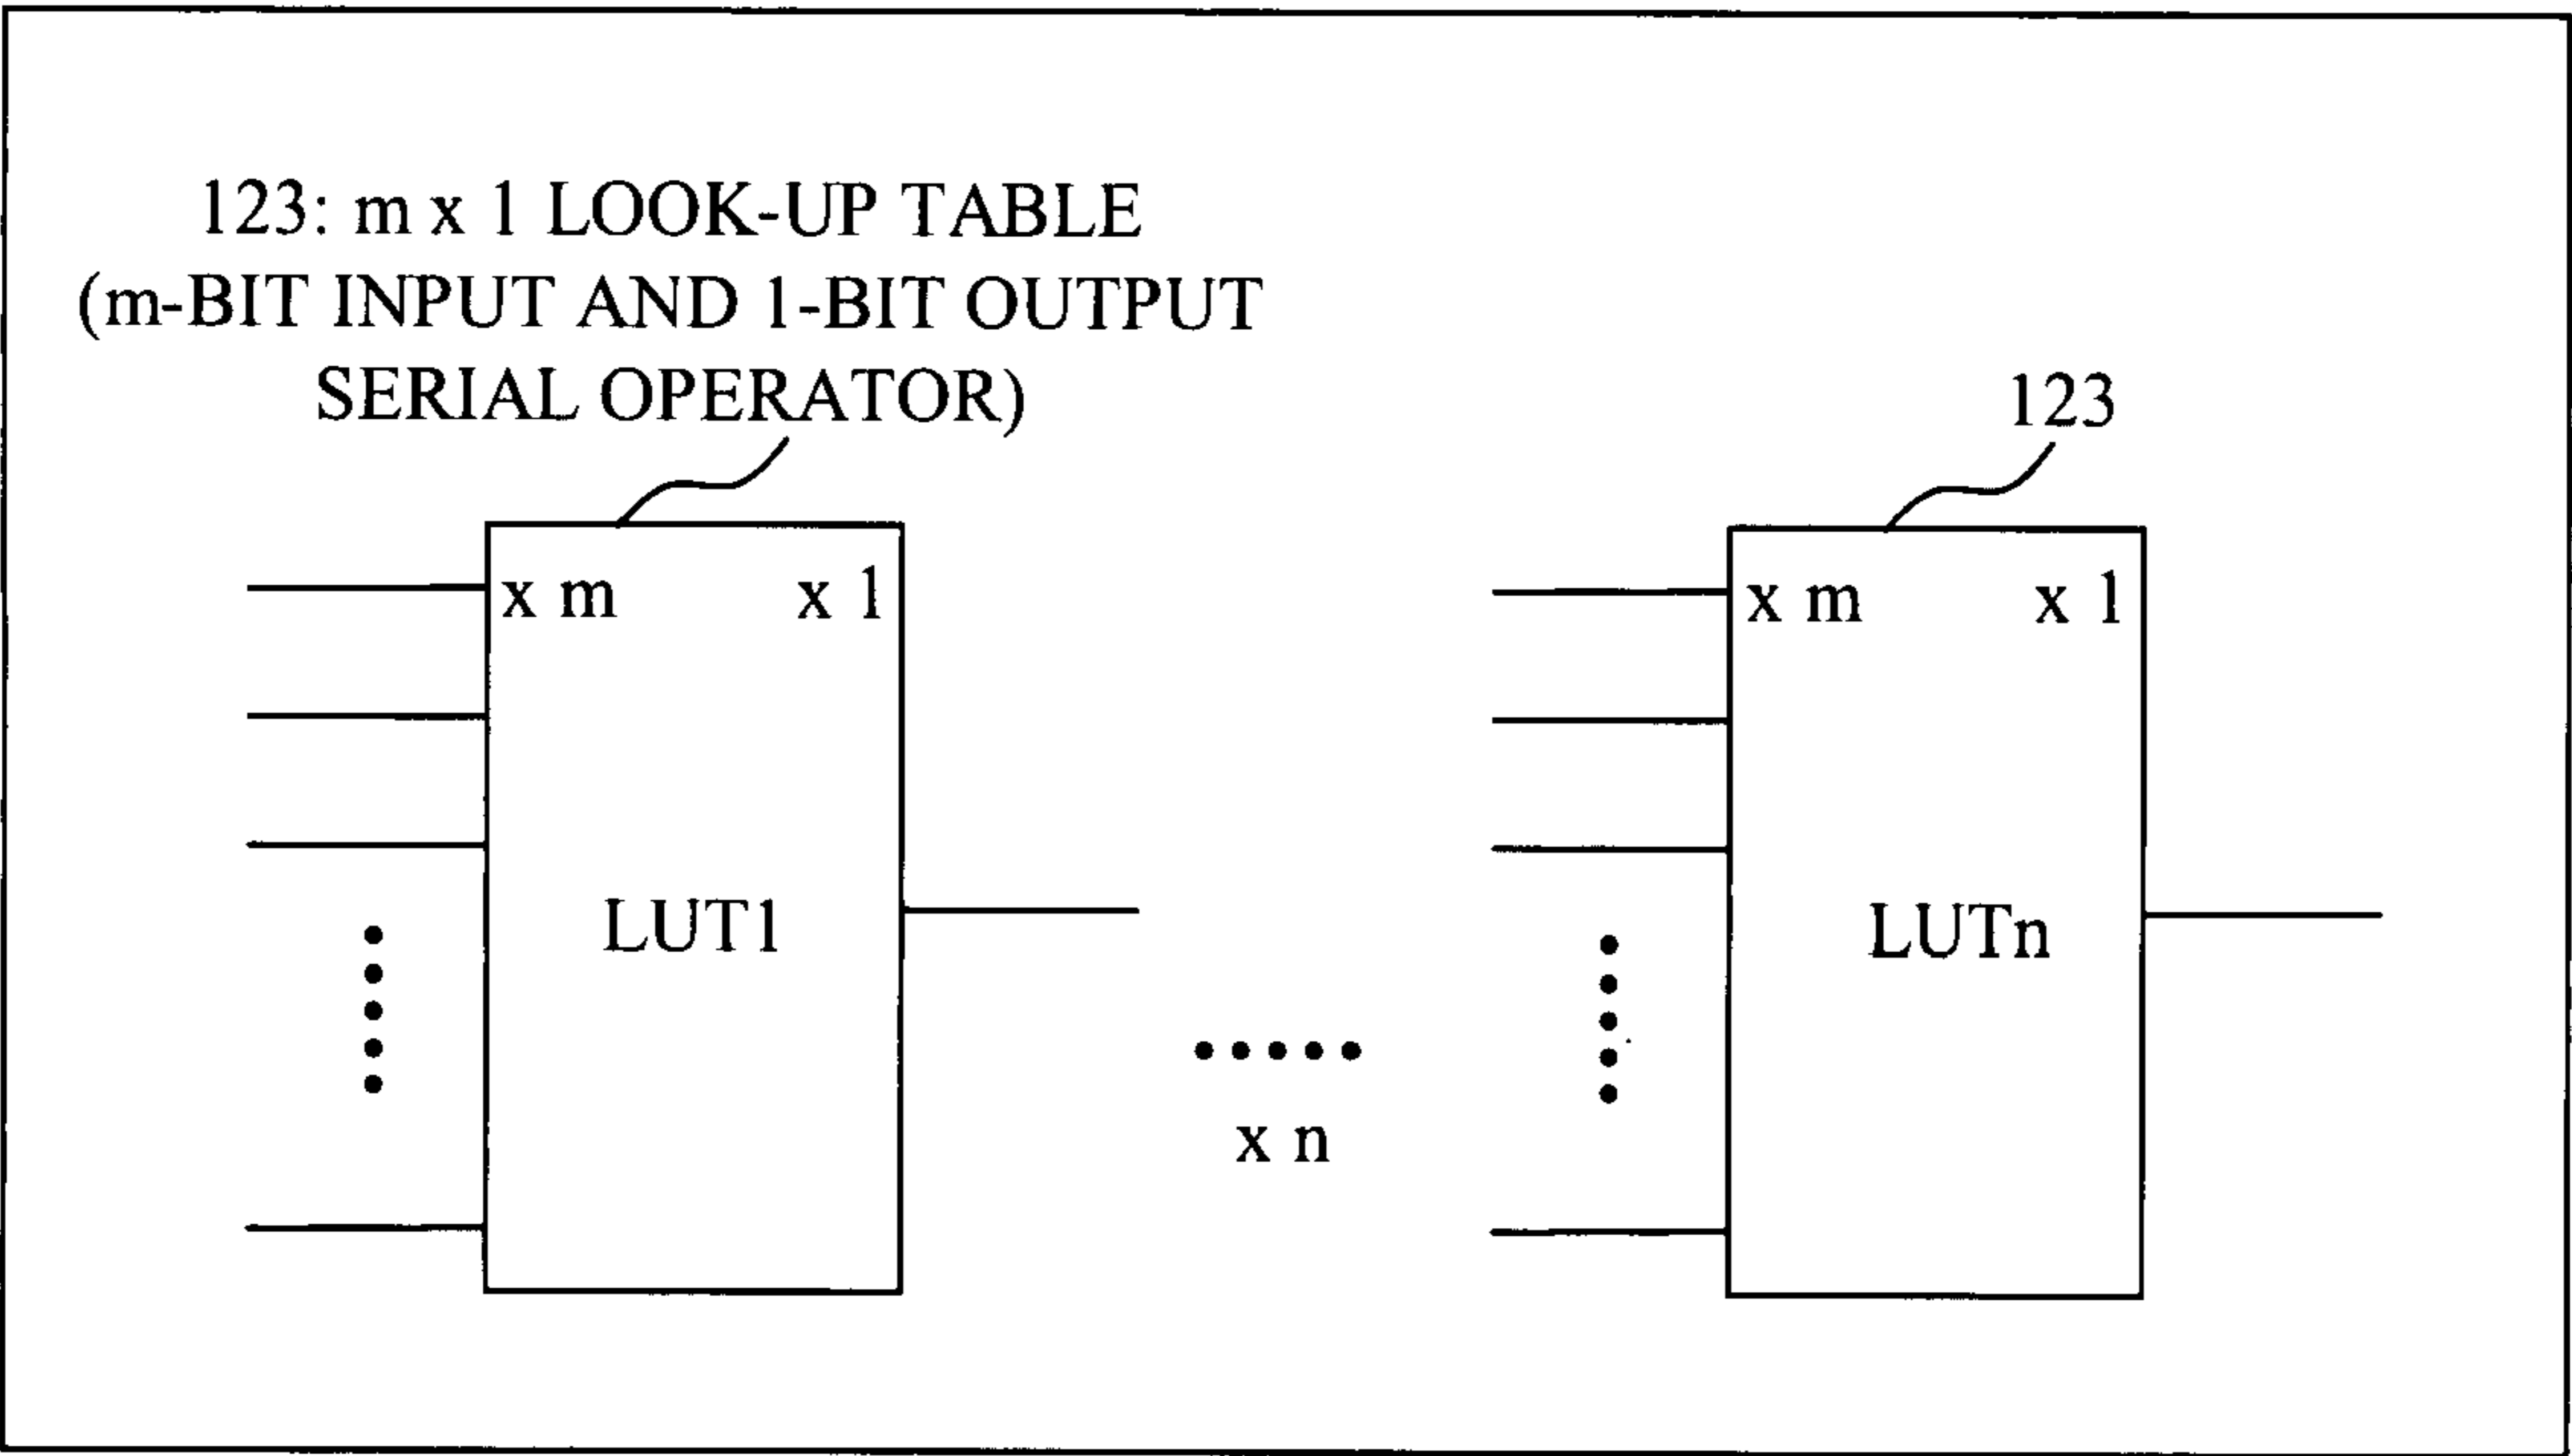 123: m x 1 LOOK-UP TABLE
(m-BIT INPUT AND 1-BIT OUTPUT
SERIAL OPERATOR)
123
x m x 1
LUT1
x m x 1
LUTn
x n